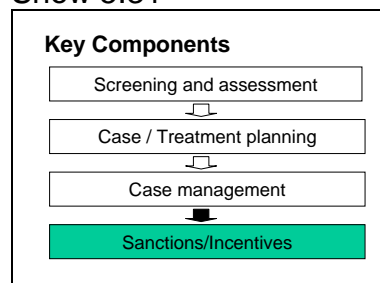 Key Components
Screening and assessment
Case / Treatment planning
Case management
Sanctions/Incentives